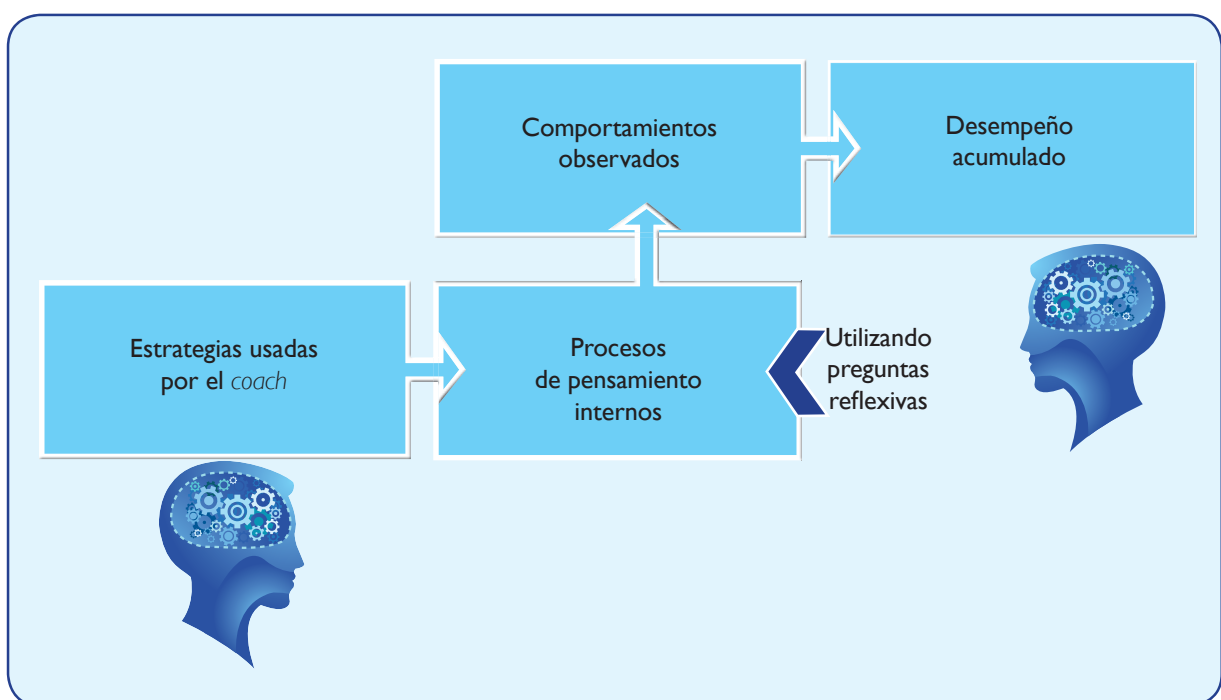 Comportamientos
observados
Desempeño
acumulado
Estrategias usadas
por el coach
Procesos
de pensamiento
internos
Utilizando
preguntas
reflexivas